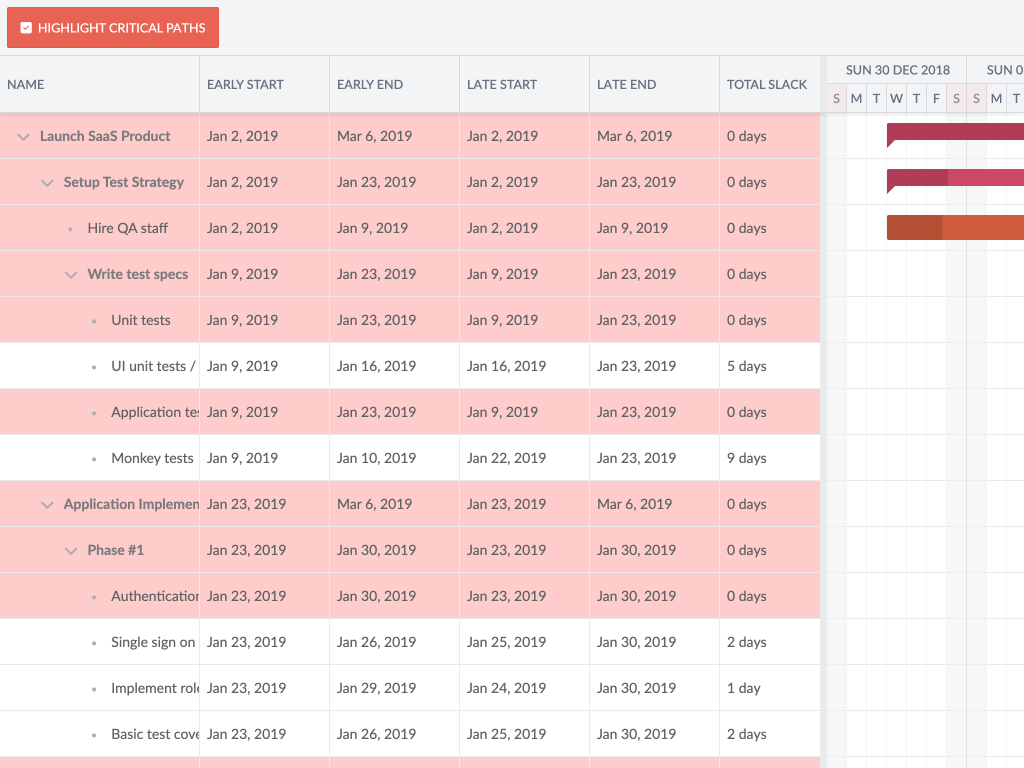 HIGHLIGHT CRITICAL PATHS
NAME EARLY START EARLY END LATE START LATE END TOTAL SLACK SUN 30 DEC 2018 SUN 0
S M T W T F S S M T
Launch SaaS Product Jan 2, 2019 Mar 6, 2019 Jan 2, 2019 Mar 6, 2019 0 days
Setup Test Strategy Jan 2, 2019 Jan 23, 2019 Jan 2, 2019 Jan 23, 2019 0 days
Hire QA staff Jan 2, 2019 Jan 9, 2019 Jan 2, 2019 Jan 9, 2019 0 days
Write test specs Jan 9, 2019 Jan 23, 2019 Jan 9, 2019 Jan 23, 2019 0 days
Unit tests Jan 9, 2019 Jan 23, 2019 Jan 9, 2019 Jan 23, 2019 0 days
UI unit tests / Jan 9, 2019 Jan 16, 2019 Jan 16, 2019 Jan 23, 2019 5 days
Application tes Jan 9, 2019 Jan 23, 2019 Jan 9, 2019 Jan 23, 2019 0 days
Monkey tests Jan 9, 2019 Jan 10, 2019 Jan 22, 2019 Jan 23, 2019 9 days
Application Implemen Jan 23, 2019 Mar 6, 2019 Jan 23, 2019 Mar 6, 2019 0 days
Phase #1 Jan 23, 2019 Jan 30, 2019 Jan 23, 2019 Jan 30, 2019 0 days
Authentication Jan 23, 2019 Jan 30, 2019 Jan 23, 2019 Jan 30, 2019 0 days
Single sign on Jan 23, 2019 Jan 26, 2019 Jan 25, 2019 Jan 30, 2019 2 days
Implement role Jan 23, 2019 Jan 29, 2019 Jan 24, 2019 Jan 30, 2019 1 day
Basic test cove Jan 23, 2019 Jan 26, 2019 Jan 25, 2019 Jan 30, 2019 2 days